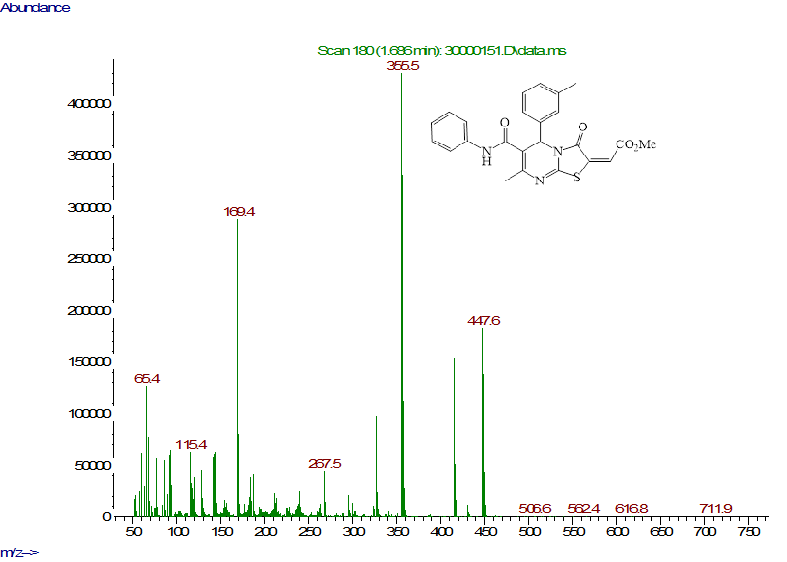 Abundance
Scan 180 (1.686 min): 30000151.D\data.ms
355.5
400000
O
O
CO₂Me
N
N
H
S
N
350000
300000
169.4
250000
200000
447.6
150000
65.4
100000
115.4
50000
267.5
506.6 562.4 616.8 711.9
0
50 100 150 200 250 300 350 400 450 500 550 600 650 700 750
m/z-->